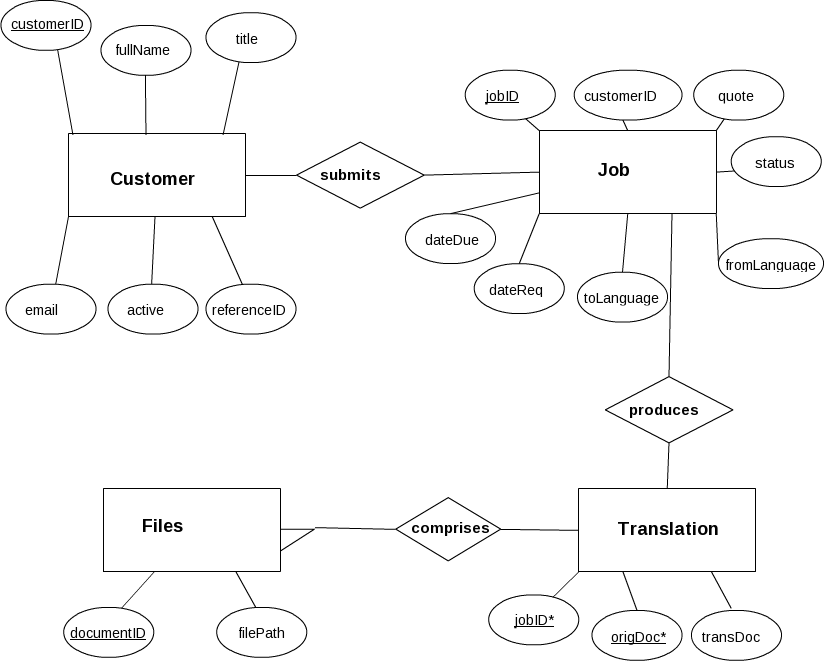 customerID
fullName
title
Customer
submits
email
active
referenceID
jobID
customerID
quote
status
Job
dateDue
dateReq
toLanguage
fromLanguage
produces
Files
comprises
Translation
documentID
filePath
jobID*
origDoc*
transDoc